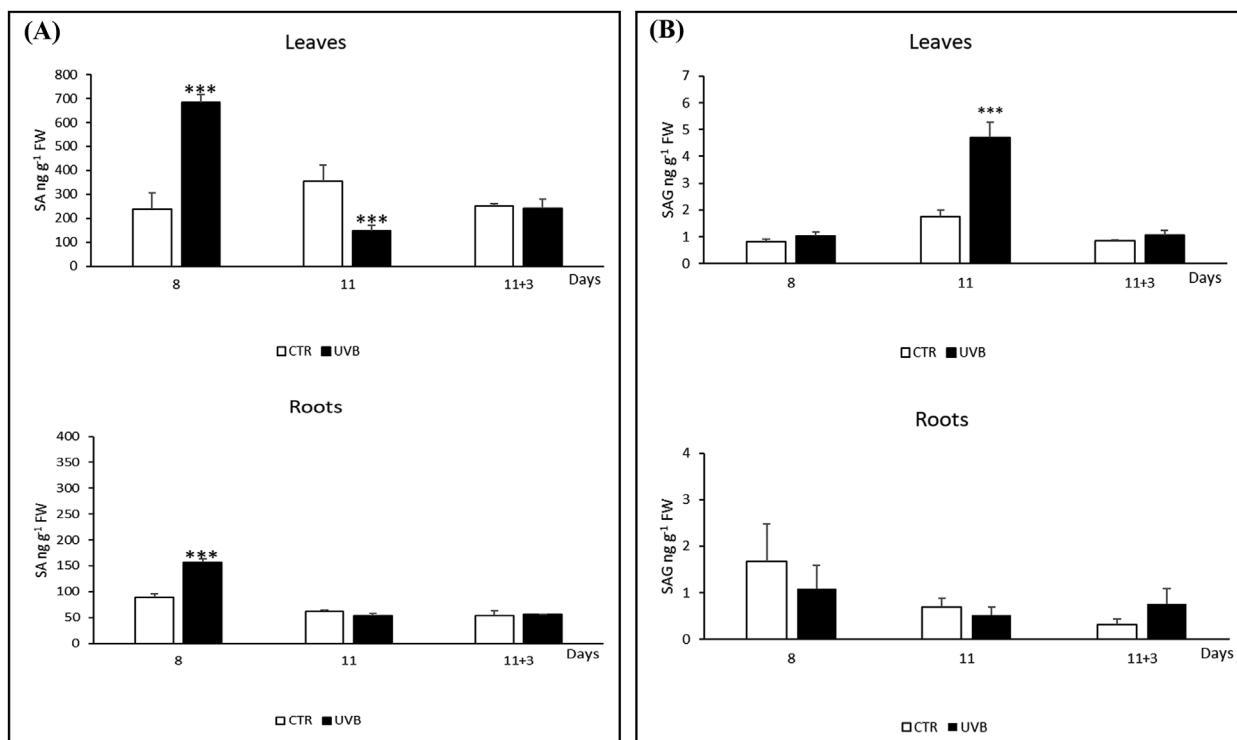 (A)
Leaves
800
700
600
500
400
300
200
100
0
SA ng g⁻¹ FW
***
***
8
11
11+3
Days
CTR UVB
Roots
400
350
300
250
200
150
100
50
0
SA ng g⁻¹ FW
***
8
11
11+3
Days
CTR UVB
(B)
Leaves
7
6
5
4
3
2
1
0
SAG ng g⁻¹ FW
***
8
11
11+3
Days
CTR UVB
Roots
4
3
2
1
0
SAG ng g⁻¹ FW
8
11
11+3
Days
CTR UVB